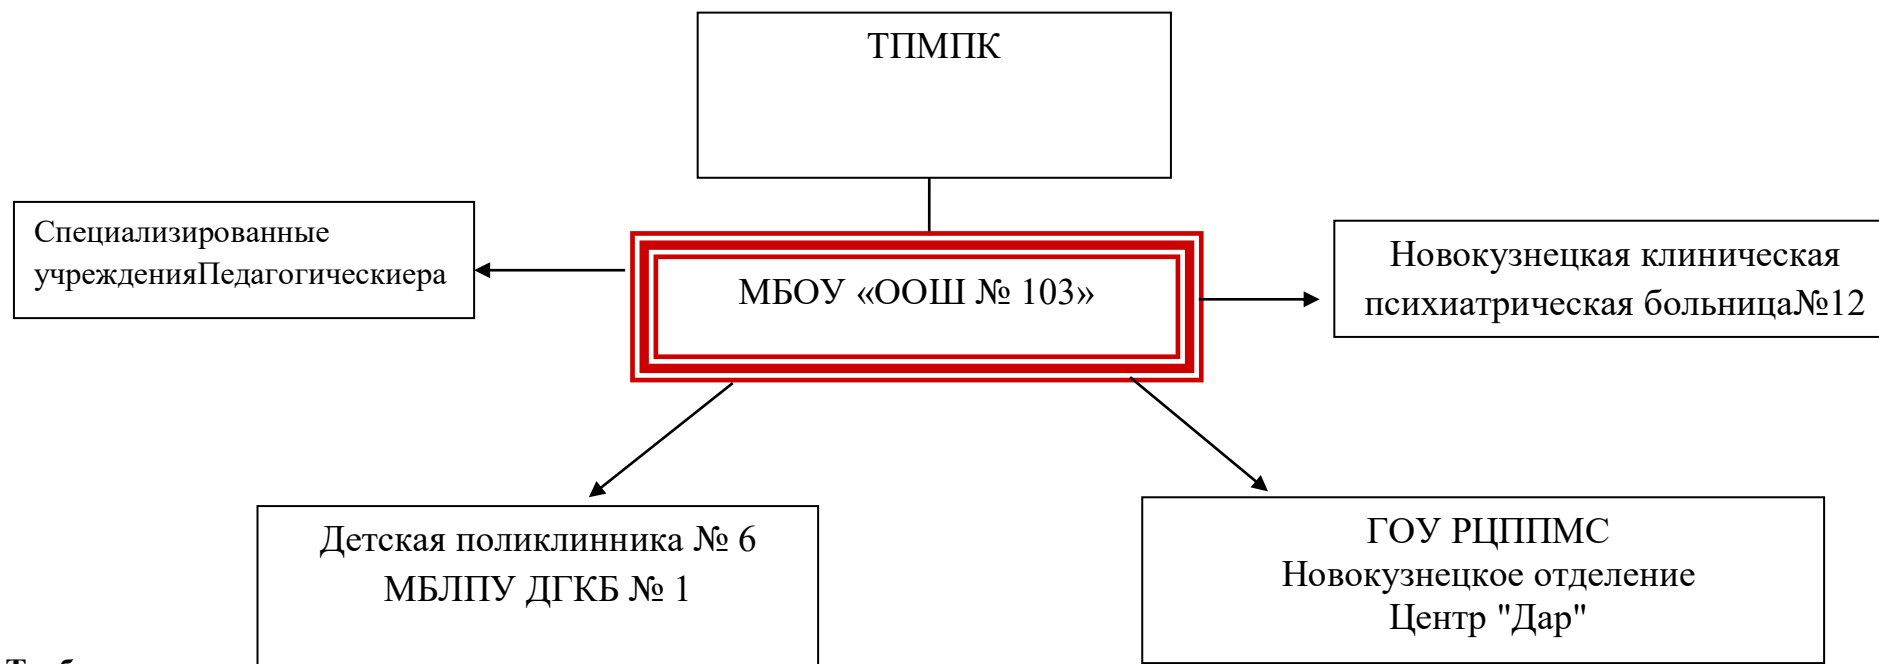 ТПМПК
Специализированные
учрежденияПедагогическиера
МБОУ «ООШ № 103»
Новокузнецкая клиническая
психиатрическая больница№12
Детская поликлинника № 6
МБЛПУ ДГКБ № 1
ГОУ РЦППМС
Новокузнецкое отделение
Центр "Дар"